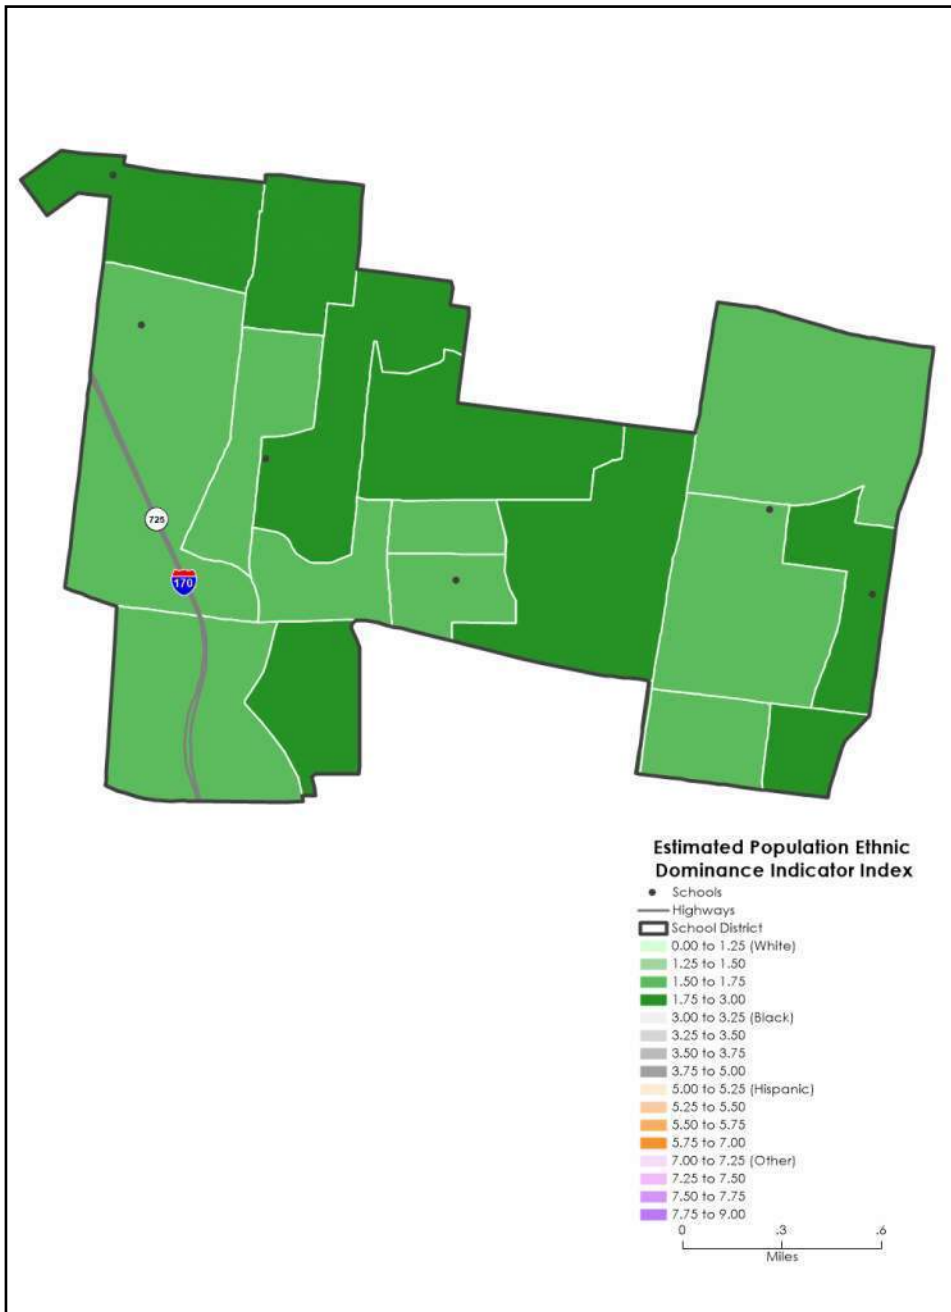 725
170
Estimated Population Ethnic
Dominance Indicator Index
Schools
Highways
School District
0.00 to 1.25 (White)
1.25 to 1.50
1.50 to 1.75
1.75 to 3.00
3.00 to 3.25 (Black)
3.25 to 3.50
3.50 to 3.75
3.75 to 5.00
5.00 to 5.25 (Hispanic)
5.25 to 5.50
5.50 to 5.75
5.75 to 7.00
7.00 to 7.25 (Other)
7.25 to 7.50
7.50 to 7.75
7.75 to 9.00
0 .3 .6
Miles